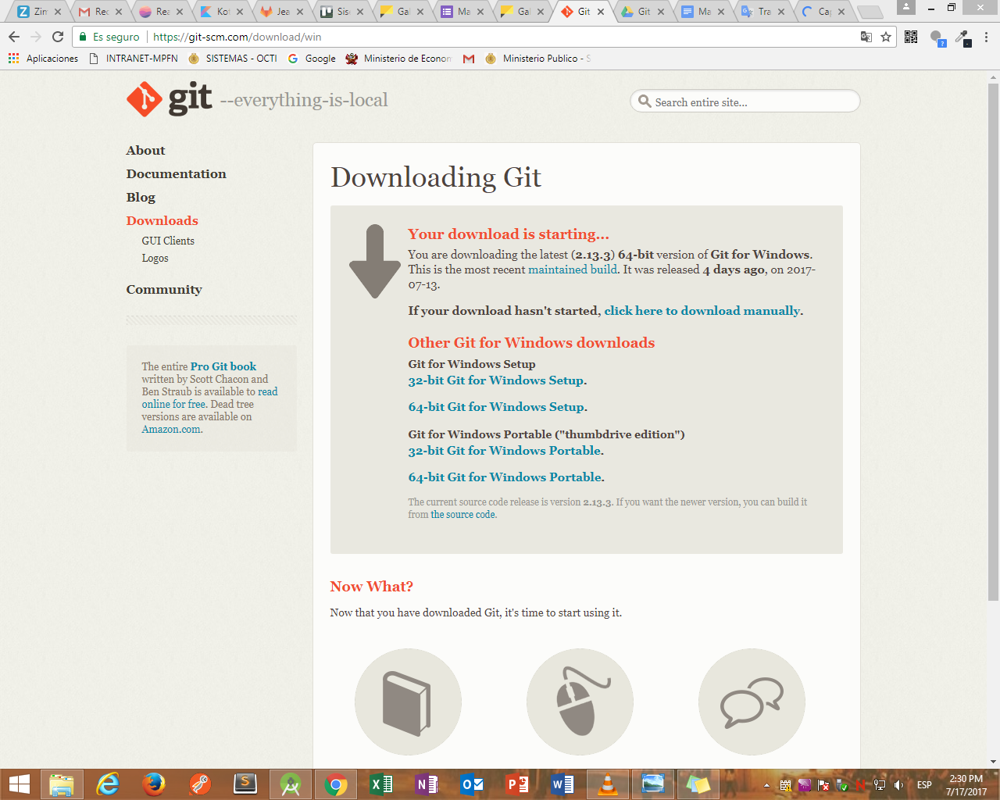 Zim
Rec
Rea
Ko
Jea
Sis
Gal
Ma
Gal
Git
Git
Ma
Tra
Ca
Es seguro
https://git-scm.com/download/win
Aplicaciones
INTRANET-MPFN
SISTEMAS - OCTI
Google
Ministerio de Econom
Ministerio Publico - S
git --everything-is-local
Search entire site...
About
Documentation
Blog
Downloads
GUI Clients
Logos
Community
The entire Pro Git book
written by Scott Chacon and
Ben Straub is available to read
online for free. Dead tree
versions are available on
Amazon.com.
Downloading Git
Your download is starting...
You are downloading the latest (2.13.3) 64-bit version of Git for Windows.
This is the most recent maintained build. It was released 4 days ago, on 2017-
07-13.
If your download hasn't started, click here to download manually.
Other Git for Windows downloads
Git for Windows Setup
32-bit Git for Windows Setup.
64-bit Git for Windows Setup.
Git for Windows Portable ("thumbdrive edition")
32-bit Git for Windows Portable.
64-bit Git for Windows Portable.
The current source code release is version 2.13.3. If you want the newer version, you can build it
from the source code.
Now What?
Now that you have downloaded Git, it's time to start using it.
ESP
2:30 PM
7/17/2017